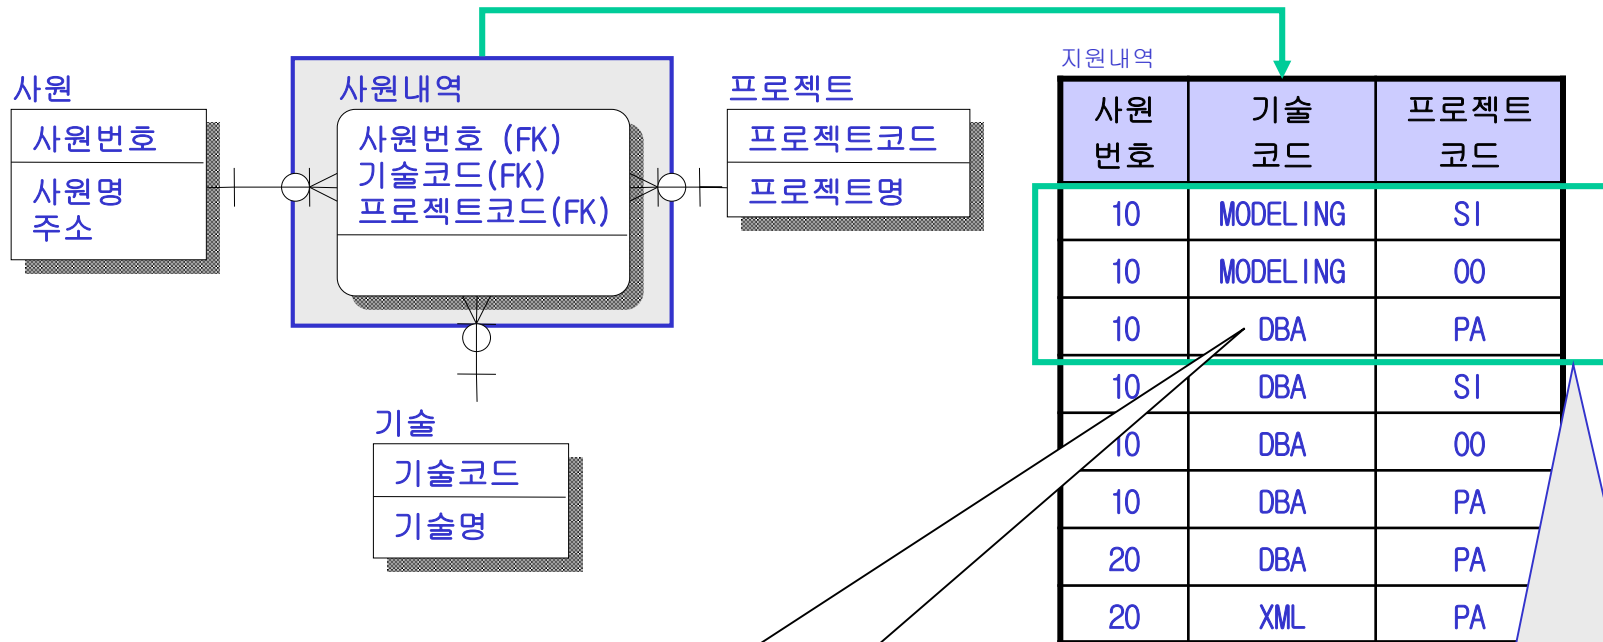 사원
사원번호
사원명
주소
사원내역
사원번호 (FK)
기술코드(FK)
프로젝트코드(FK)
프로젝트
프로젝트코드
프로젝트명
기술
기술코드
기술명
지원내역
사원번호 기술코드 프로젝트코드
10 MODELING SI
10 MODELING OO
10 DBA PA
10 DBA SI
10 DBA OO
10 DBA PA
20 DBA PA
20 XML PA